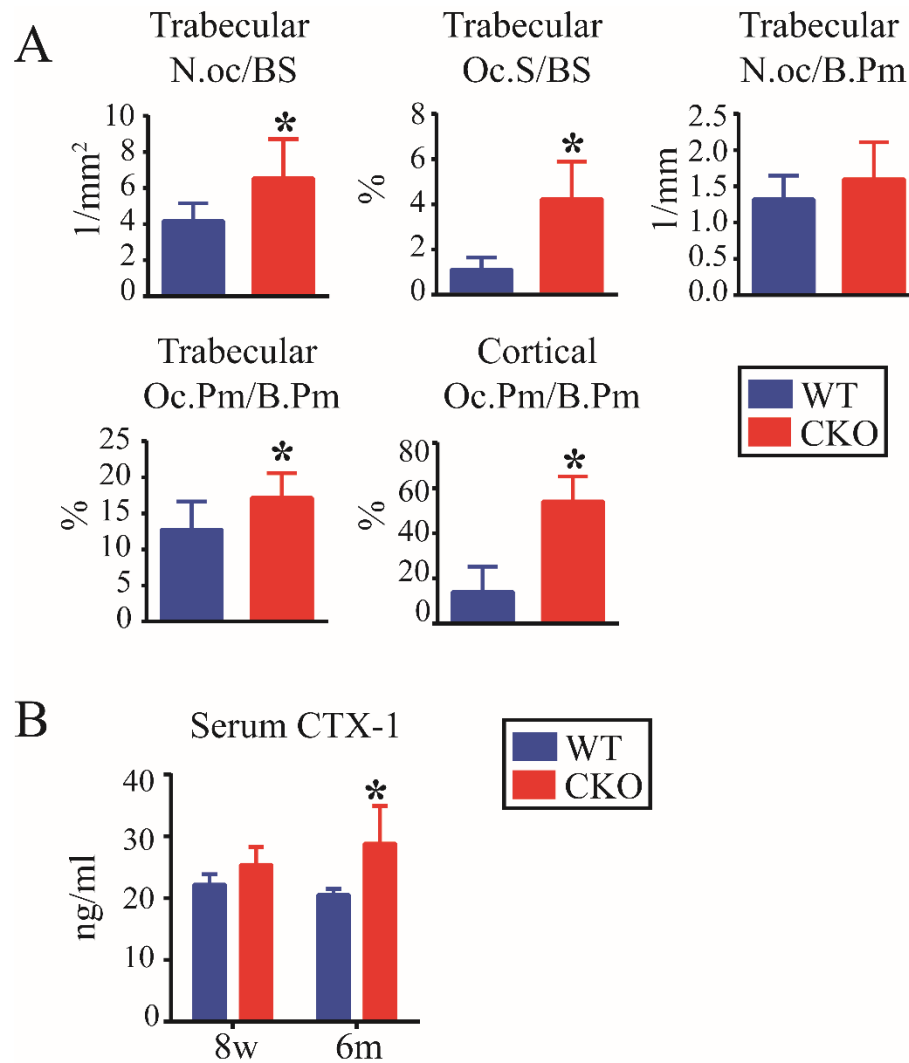 A
Trabecular
N.oc/BS
Trabecular
Oc.S/BS
Trabecular
N.oc/B.Pm
1/mm²
10
8
6
4
2
0
*
%
8
6
4
2
0
*
1/mm
2.5
2.0
1.5
1.0
0.5
0.0
Trabecular
Oc.Pm/B.Pm
Cortical
Oc.Pm/B.Pm
%
25
20
15
10
5
0
*
%
80
60
40
20
0
*
WT
CKO
B
Serum CTX-1
ng/ml
40
30
20
10
0
*
8w
6m
WT
CKO